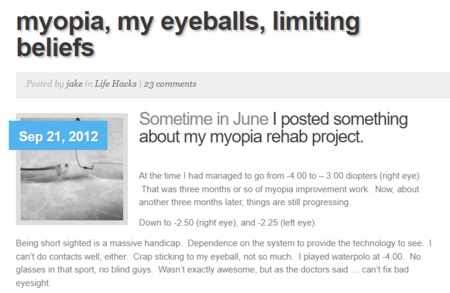 myopia, my eyeballs, limiting
beliefs
Posted by jake in Life Hacks | 23 comments
Sep 21, 2012
Sometime in June I posted something
about my myopia rehab project.
At the time I had managed to go from -4.00 to – 3.00 diopters (right eye).
That was three months or so of myopia improvement work. Now, about
another three months later, things are still progressing.
Down to -2.50 (right eye), and -2.25 (left eye).
Being short sighted is a massive handicap. Dependence on the system to provide the technology to see. I
can't do contacts well, either. Crap sticking to my eyeball, not so much. I played waterpolo at -4.00. No
glasses in that sport, no blind guys. Wasn't exactly awesome, but as the doctors said … can't fix bad
eyesight.